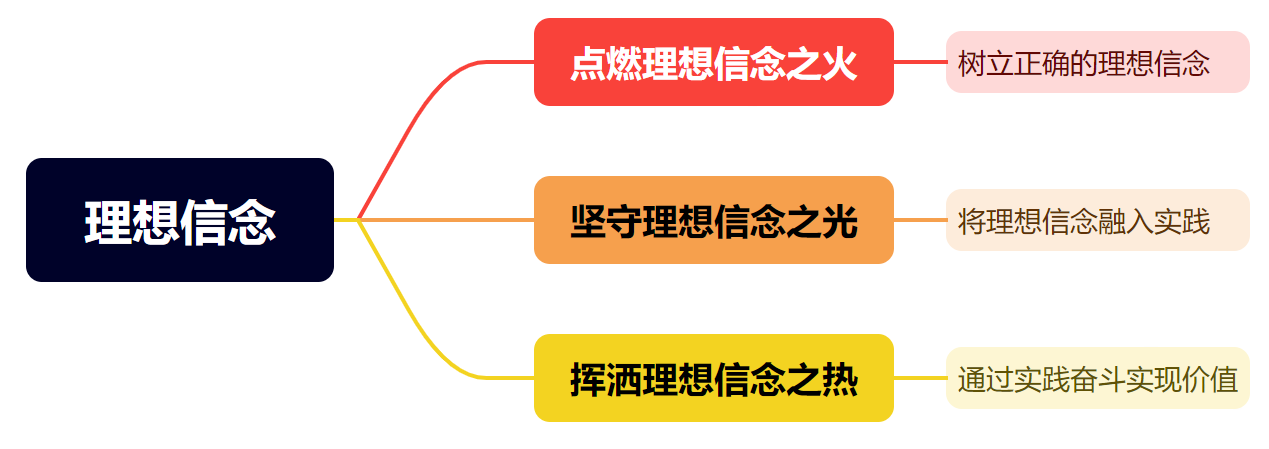 理想信念
点燃理想信念之火
树立正确的理想信念
坚守理想信念之光
将理想信念融入实践
挥洒理想信念之热
通过实践奋斗实现价值